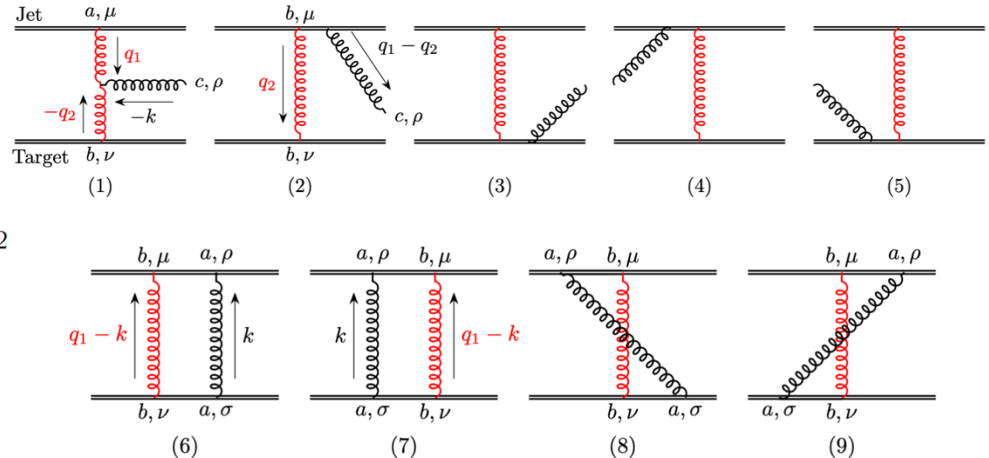 Jet a, μ b, μ
q₁ q₂ q₁ − q₂
c, ρ
−q₂ −k c, ρ
Target b, ν b, ν
(1) (2) (3) (4) (5)
2
b, μ a, ρ a, ρ b, μ a, ρ b, μ b, μ a, ρ
q₁ − k k k q₁ − k
b, ν a, σ a, σ b, ν b, ν a, σ a, σ b, ν
(6) (7) (8) (9)